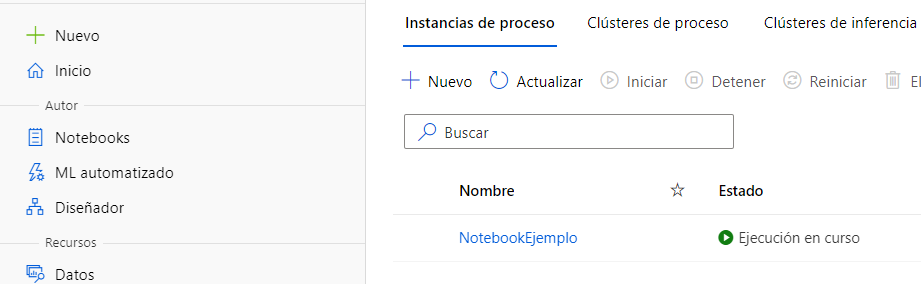 Nuevo
Inicio
Autor
Notebooks
ML automatizado
Diseñador
Recursos
Datos
Instancias de proceso Clústeres de proceso Clústeres de inferencia
Nuevo Actualizar Iniciar Detener Reiniciar El
Buscar
Nombre Estado
NotebookEjemplo Ejecución en curso